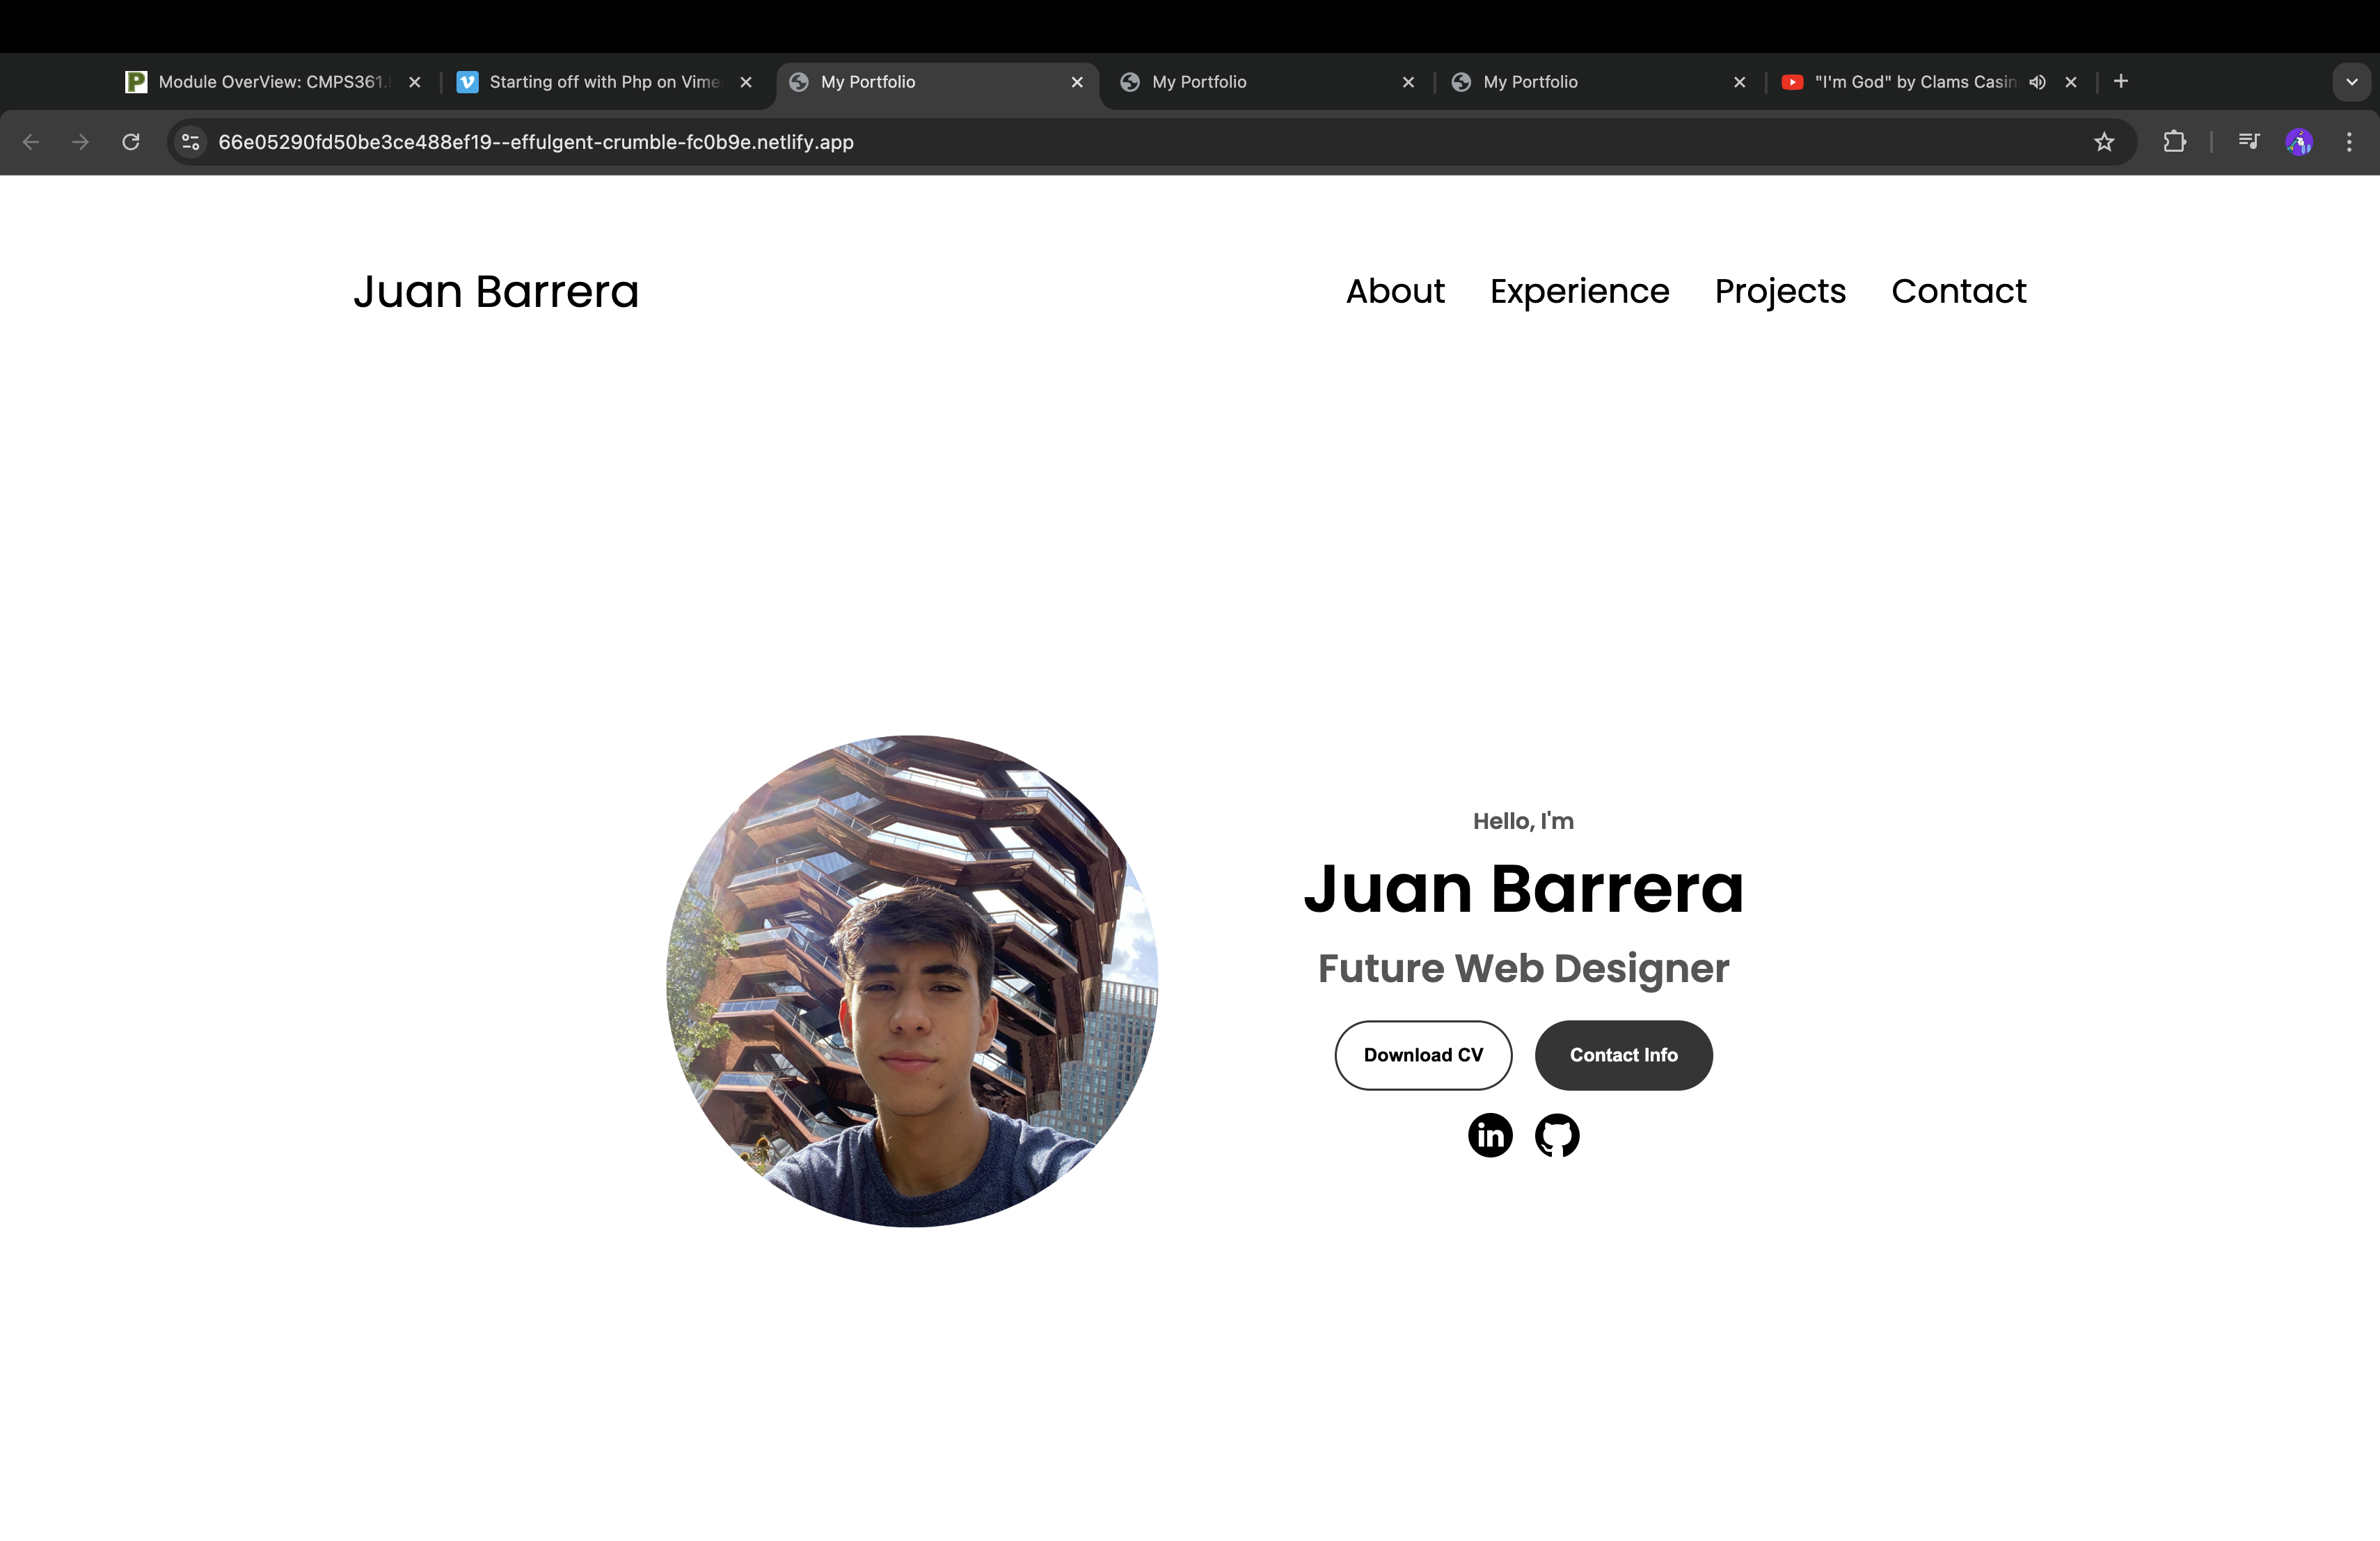 Module OverView: CMPS361.
Starting off with Php on Vime
My Portfolio
My Portfolio
My Portfolio
"I'm God" by Clams Casin
66e05290fd50be3ce488ef19--effulgent-crumble-fc0b9e.netlify.app
Juan Barrera
About Experience Projects Contact
Hello, I'm
Juan Barrera
Future Web Designer
Download CV Contact Info
in